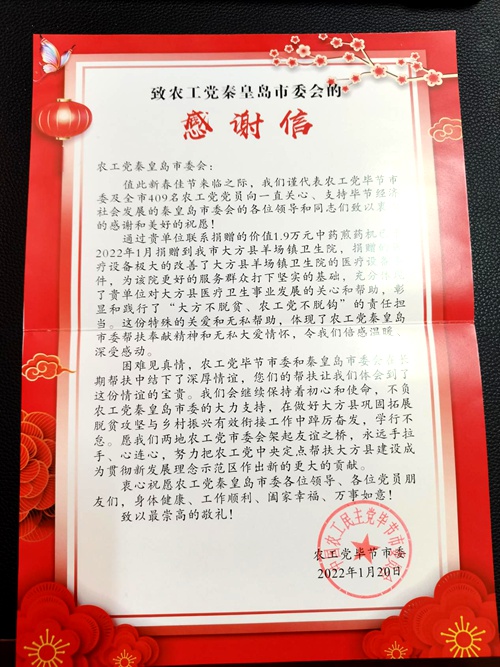 致农工党秦皇岛市委会的
感谢信
农工党秦皇岛市委会：
值此新春佳节来临之际，我们谨代表农工党毕节市
委及全市409名农工党党员向一直关心、支持毕节经济
社会发展的秦皇岛市委会的各位领导和同志们致以
的感谢和美好的祝愿！
通过贵单位联系捐赠的价值1.9万元中药煎药机
2022年1月捐赠到我市大方县羊场镇卫生院，
疗设备极大的改善了大方县羊场镇卫生院的医疗设备
件，为该院更好的服务群众打下坚实的基础，充分
了贵单位对大方县医疗卫生事业发展的关心和帮助，彰
显和践行了“大方不脱贫、农工党不脱钩”的责任担
当。这份特殊的关爱和无私帮助，体现了农工党秦皇岛
市委帮扶奉献精神和无私大爱情怀，令我们倍感温暖、
深受感动。
困难见真情，农工党毕节市委和秦皇岛市委会在
期帮扶中结下了深厚情谊，您们的帮扶让我们体会到了
这份情谊的宝贵。我们会继续保持着初心和使命，不负
农工党秦皇岛市委的大力支持，在做好大方县巩固拓展
脱贫攻坚与乡村振兴有效衔接工作中踔厉奋发，学行不
怠。愿我们两地农工党市委会架起友谊之桥，永远手拉
手、心连心，努力把农工党中央定点帮扶大方县建设成
为贯彻新发展理念示范区作出新的更大的贡献。
衷心祝愿农工党秦皇岛市委各位领导、各位党员朋
友们，身体健康、工作顺利、阖家幸福、万事如意！
致以最崇高的敬礼！
中国农工民主党毕节市委员会
农工党毕节市委
2022年1月20日